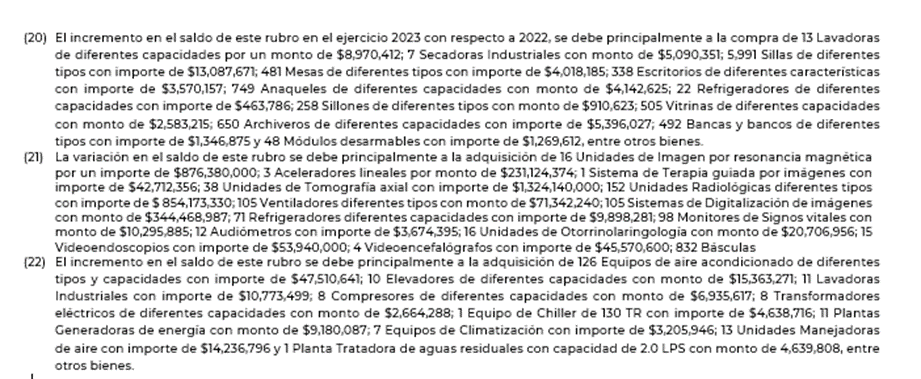 (20) El incremento en el saldo de este rubro en el ejercicio 2023 con respecto a 2022, se debe principalmente a la compra de 13 Lavadoras
de diferentes capacidades por un monto de $8,970,412; 7 Secadoras Industriales con monto de $5,090,351; 5,991 Sillas de diferentes
tipos con importe de $13,087,671; 481 Mesas de diferentes tipos con importe de $4,018,185; 338 Escritorios de diferentes características
con importe de $3,570,157; 749 Anaqueles de diferentes capacidades con monto de $4,142,625; 22 Refrigeradores de diferentes
capacidades con importe de $463,786; 258 Sillones de diferentes tipos con monto de $910,623; 505 Vitrinas de diferentes capacidades
con monto de $2,583,215; 650 Archiveros de diferentes capacidades con importe de $5,396,027; 492 Bancas y bancos de diferentes
tipos con importe de $1,346,875 y 48 Módulos desarmables con importe de $1,269,612, entre otros bienes.
(21) La variación en el saldo de este rubro se debe principalmente a la adquisición de 16 Unidades de Imagen por resonancia magnética
por un importe de $876,380,000; 3 Aceleradores lineales por monto de $231,124,374; 1 Sistema de Terapia guiada por imágenes con
importe de $42,712,356; 38 Unidades de Tomografía axial con importe de $1,324,140,000; 152 Unidades Radiológicas diferentes tipos
con importe de $ 854,173,330; 105 Ventiladores diferentes tipos con monto de $71,342,240; 105 Sistemas de Digitalización de imágenes
con monto de $344,468,987; 71 Refrigeradores diferentes capacidades con importe de $9,898,281; 98 Monitores de Signos vitales con
monto de $10,295,885; 12 Audiómetros con importe de $3,674,395; 16 Unidades de Otorrinolaringología con monto de $20,706,956; 15
Videoendoscopios con importe de $53,940,000; 4 Videoencefalógrafos con importe de $45,570,600; 832 Básculas
(22) El incremento en el saldo de este rubro se debe principalmente a la adquisición de 126 Equipos de aire acondicionado de diferentes
tipos y capacidades con importe de $47,510,641; 10 Elevadores de diferentes capacidades con monto de $15,363,271; 11 Lavadoras
Industriales con importe de $10,773,499; 8 Compresores de diferentes capacidades con monto de $6,935,617; 8 Transformadores
eléctricos de diferentes capacidades con monto de $2,664,288; 1 Equipo de Chiller de 130 TR con importe de $4,638,716; 11 Plantas
Generadoras de energía con monto de $9,180,087; 7 Equipos de Climatización con importe de $3,205,946; 13 Unidades Manejadoras
de aire con importe de $14,236,796 y 1 Planta Tratadora de aguas residuales con capacidad de 2.0 LPS con monto de 4,639,808, entre
otros bienes.